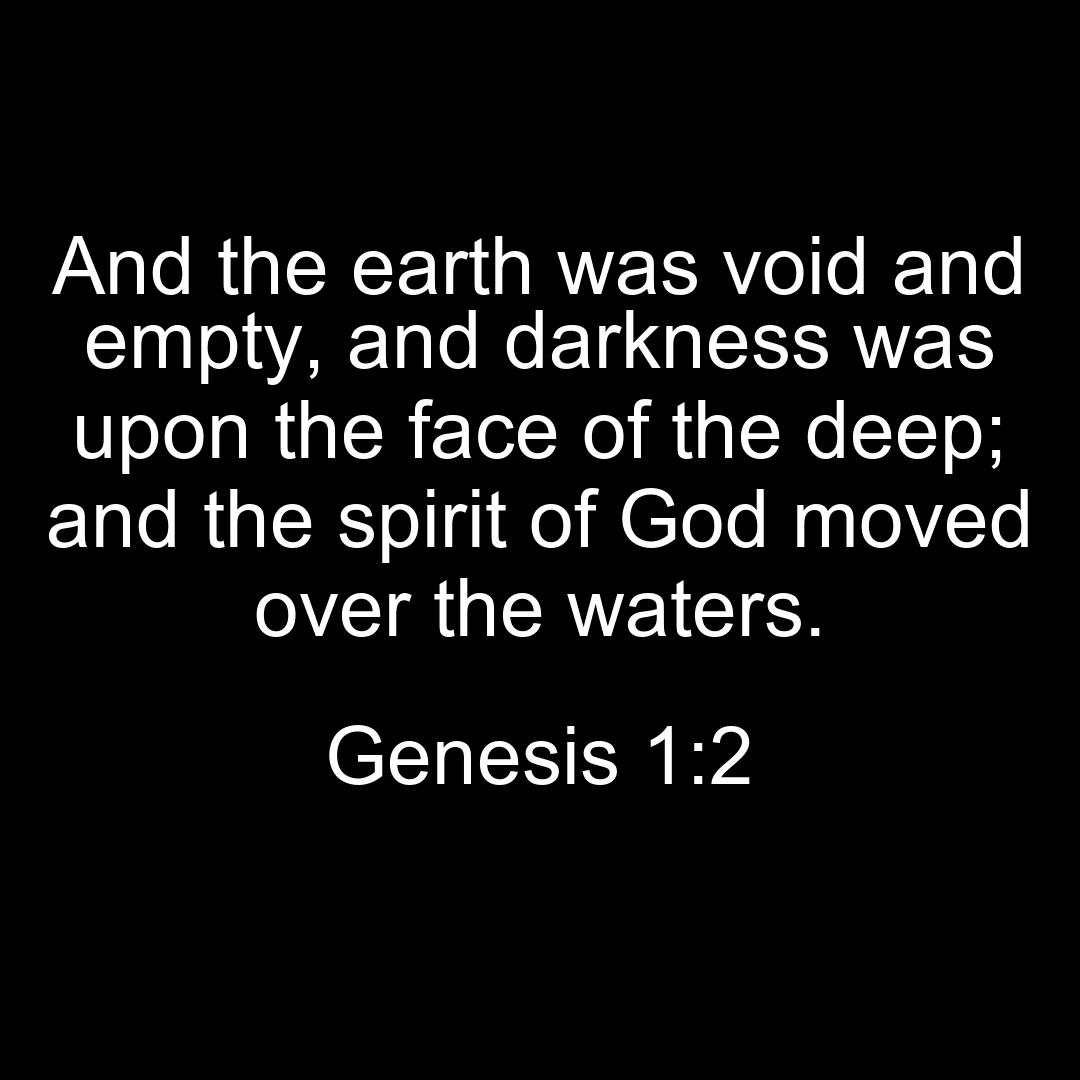 And the earth was void and
empty, and darkness was
upon the face of the deep;
and the spirit of God moved
over the waters.
Genesis 1:2